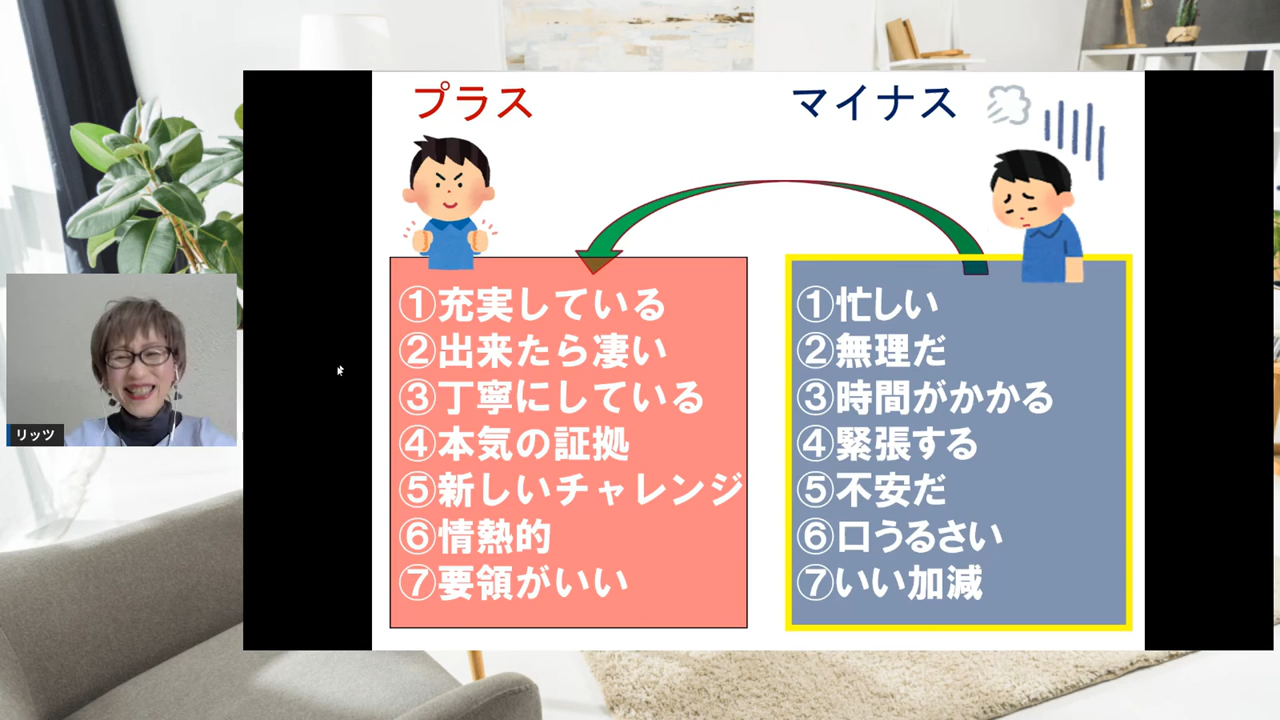 プラス
①充実している
②出来たら凄い
③丁寧にしている
④本気の証拠
⑤新しいチャレンジ
⑥情熱的
⑦要領がいい
マイナス
①忙しい
②無理だ
③時間がかかる
④緊張する
⑤不安だ
⑥口うるさい
⑦いい加減
リッツ